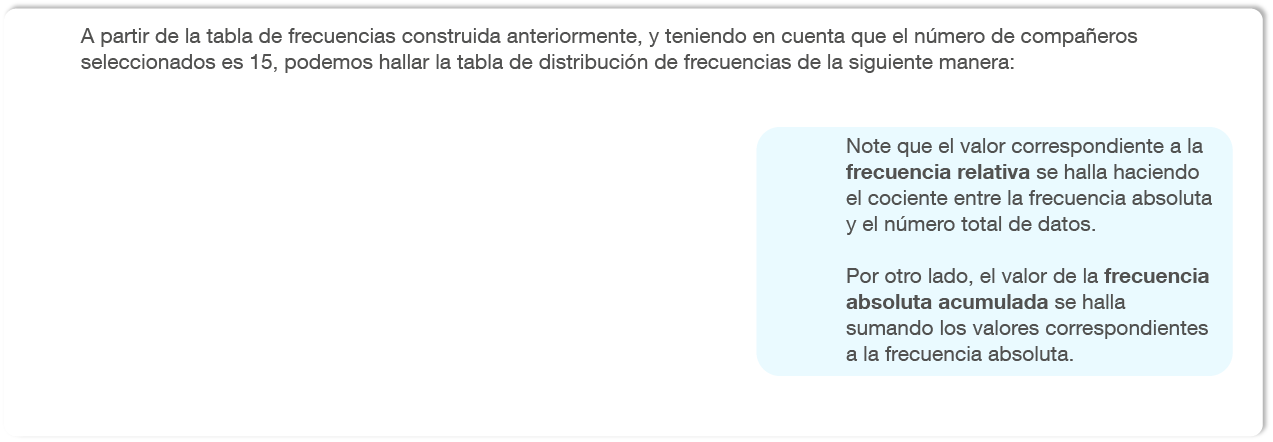 A partir de la tabla de frecuencias construida anteriormente, y teniendo en cuenta que el número de compañeros
seleccionados es 15, podemos hallar la tabla de distribución de frecuencias de la siguiente manera:
Note que el valor correspondiente a la
frecuencia relativa se halla haciendo
el cociente entre la frecuencia absoluta
y el número total de datos.
Por otro lado, el valor de la frecuencia
absoluta acumulada se halla
sumando los valores correspondientes
a la frecuencia absoluta.